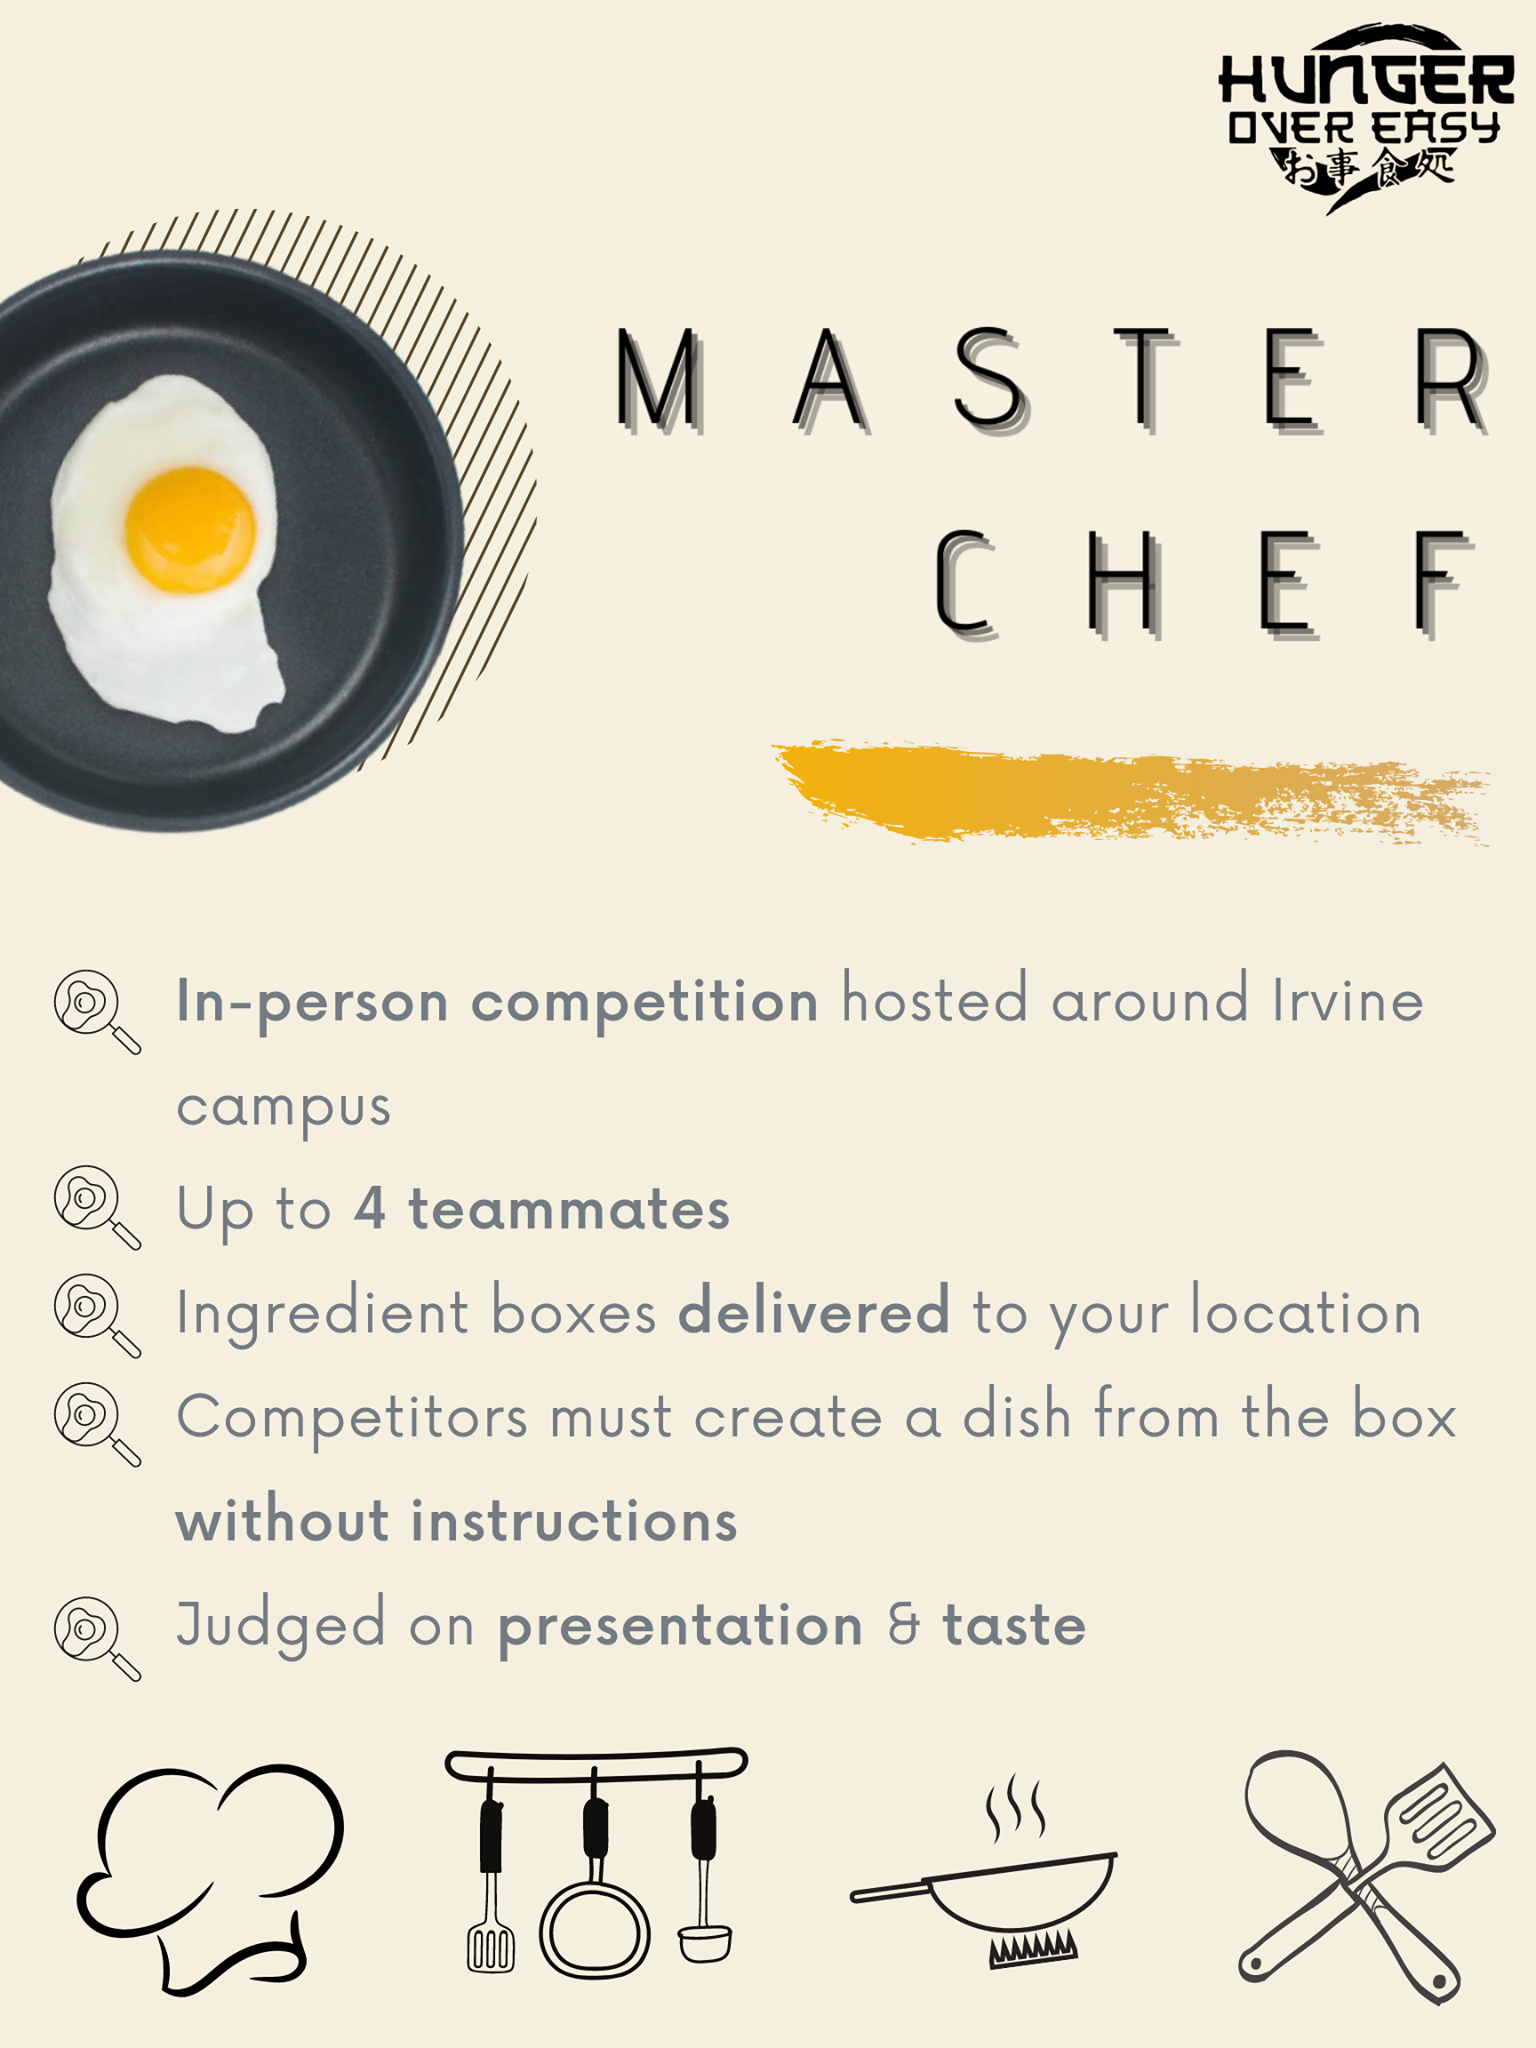 HUNGER
OVER EASY
お事食処
MASTER
CHEF
In-person competition hosted around Irvine
campus
Up to 4 teammates
Ingredient boxes delivered to your location
Competitors must create a dish from the box
without instructions
Judged on presentation & taste